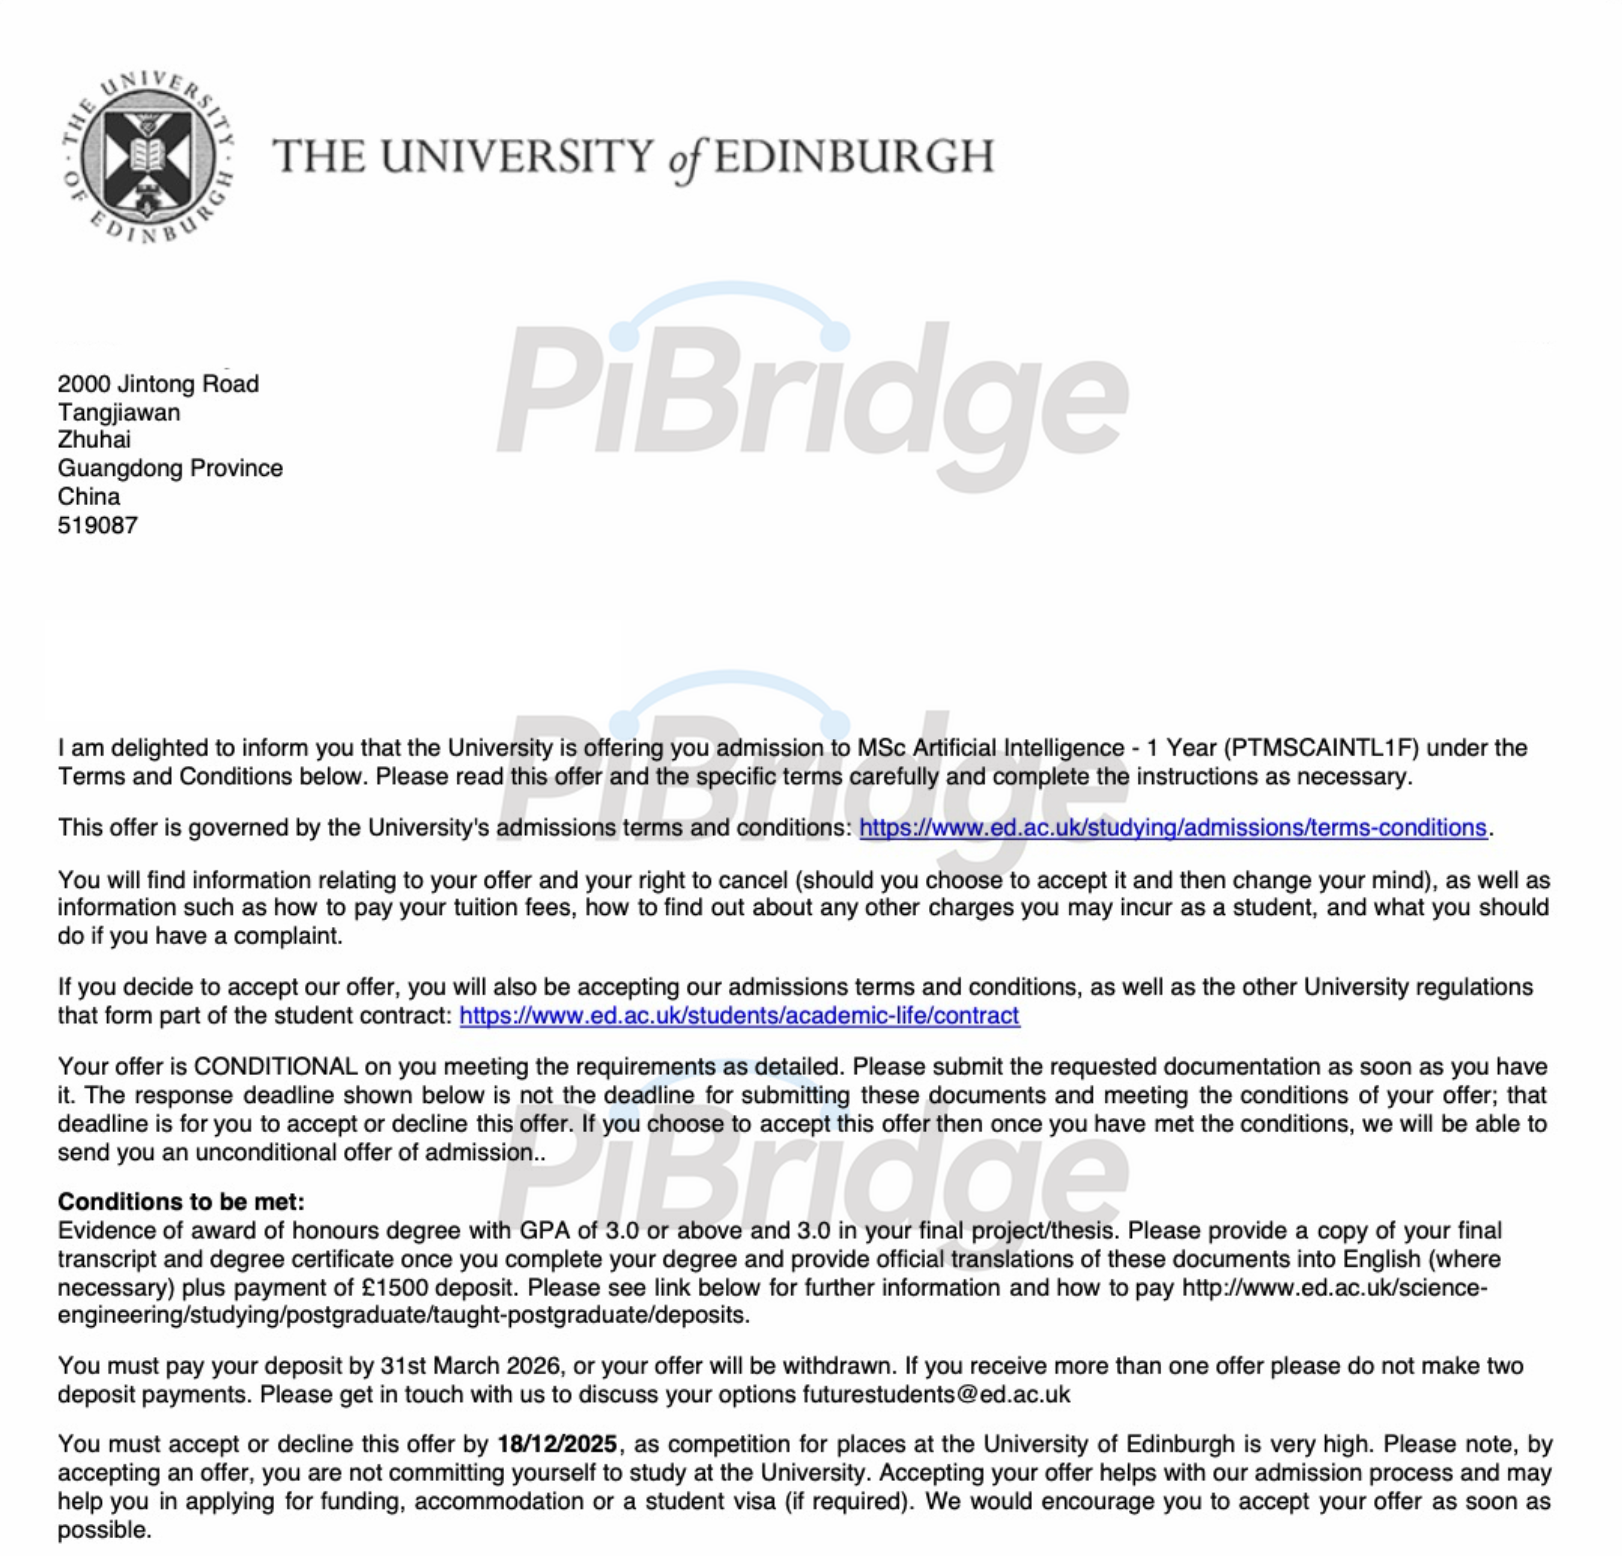 THE UNIVERSITY OF EDINBURGH
THE UNIVERSITY of EDINBURGH
PiBridge
2000 Jintong Road
Tangjiawan
Zhuhai
Guangdong Province
China
519087
PiBridge
I am delighted to inform you that the University is offering you admission to MSc Artificial Intelligence - 1 Year (PTMSCAINTL1F) under the
Terms and Conditions below. Please read this offer and the specific terms carefully and complete the instructions as necessary.
This offer is governed by the University's admissions terms and conditions: https://www.ed.ac.uk/studying/admissions/terms-conditions.
You will find information relating to your offer and your right to cancel (should you choose to accept it and then change your mind), as well as
information such as how to pay your tuition fees, how to find out about any other charges you may incur as a student, and what you should
do if you have a complaint.
If you decide to accept our offer, you will also be accepting our admissions terms and conditions, as well as the other University regulations
that form part of the student contract: https://www.ed.ac.uk/students/academic-life/contract
Your offer is CONDITIONAL on you meeting the requirements as detailed. Please submit the requested documentation as soon as you have
it. The response deadline shown below is not the deadline for submitting these documents and meeting the conditions of your offer; that
deadline is for you to accept or decline this offer. If you choose to accept this offer then once you have met the conditions, we will be able to
send you an unconditional offer of admission..
PiBridge
Conditions to be met:
Evidence of award of honours degree with GPA of 3.0 or above and 3.0 in your final project/thesis. Please provide a copy of your final
transcript and degree certificate once you complete your degree and provide official translations of these documents into English (where
necessary) plus payment of £1500 deposit. Please see link below for further information and how to pay http://www.ed.ac.uk/science-
engineering/studying/postgraduate/taught-postgraduate/deposits.
You must pay your deposit by 31st March 2026, or your offer will be withdrawn. If you receive more than one offer please do not make two
deposit payments. Please get in touch with us to discuss your options futurestudents@ed.ac.uk
You must accept or decline this offer by 18/12/2025, as competition for places at the University of Edinburgh is very high. Please note, by
accepting an offer, you are not committing yourself to study at the University. Accepting your offer helps with our admission process and may
help you in applying for funding, accommodation or a student visa (if required). We would encourage you to accept your offer as soon as
possible.